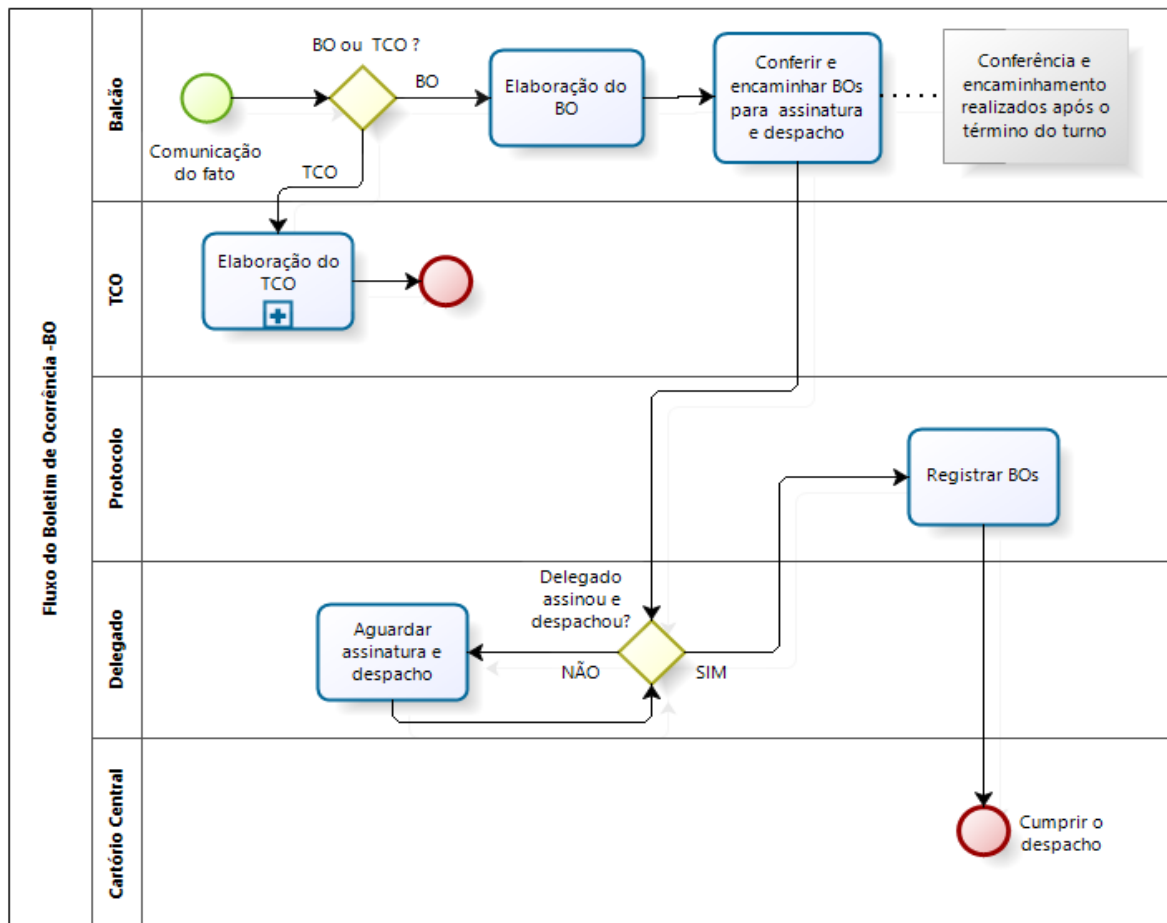 Fluxo do Boletim de Ocorrência -BO
Balcão
BO ou TCO ?
Comunicação
do fato
BO
TCO
Elaboração do
BO
Conferir e
encaminhar BOs
para assinatura
e despacho
Conferência e
encaminhamento
realizados após o
término do turno
TCO
Elaboração do
TCO
Protocolo
Registrar BOs
Delegado
Aguardar
assinatura e
despacho
Delegado
assinou e
despachou?
NÃO
SIM
Cartório Central
Cumprir o
despacho